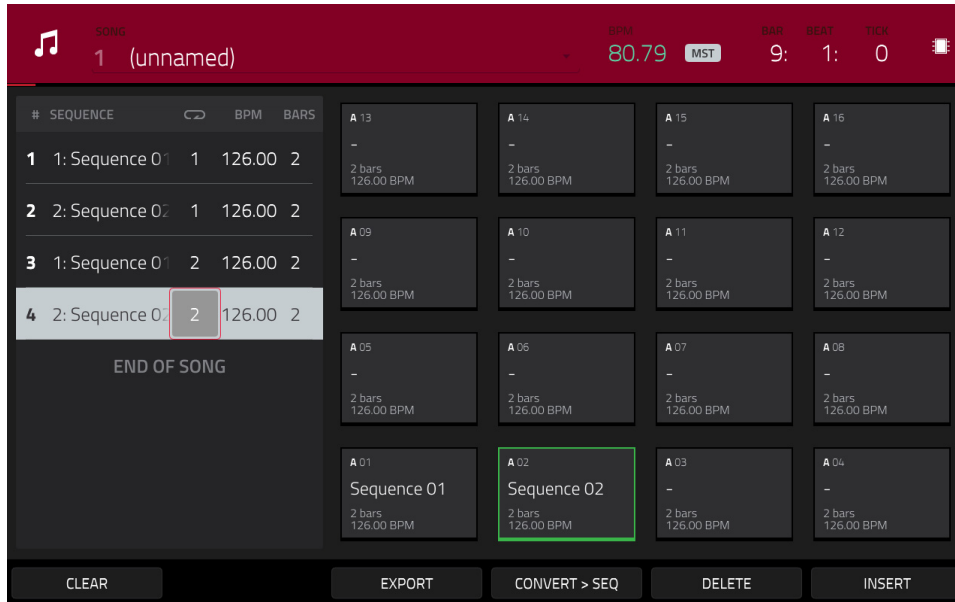 SONG BPM BAR BEAT TICK
1 (unnamed) 80.79 MST 9: 1: 0
# SEQUENCE BPM BARS
1 1: Sequence 01 1 126.00 2
2 2: Sequence 02 1 126.00 2
3 1: Sequence 01 2 126.00 2
4 2: Sequence 02 2 126.00 2
END OF SONG
A 13
-
2 bars
126.00 BPM
A 14
-
2 bars
126.00 BPM
A 15
-
2 bars
126.00 BPM
A 16
-
2 bars
126.00 BPM
A 09
-
2 bars
126.00 BPM
A 10
-
2 bars
126.00 BPM
A 11
-
2 bars
126.00 BPM
A 12
-
2 bars
126.00 BPM
A 05
-
2 bars
126.00 BPM
A 06
-
2 bars
126.00 BPM
A 07
-
2 bars
126.00 BPM
A 08
-
2 bars
126.00 BPM
A 01
Sequence 01
2 bars
126.00 BPM
A 02
Sequence 02
2 bars
126.00 BPM
A 03
-
2 bars
126.00 BPM
A 04
-
2 bars
126.00 BPM
CLEAR EXPORT CONVERT > SEQ DELETE INSERT